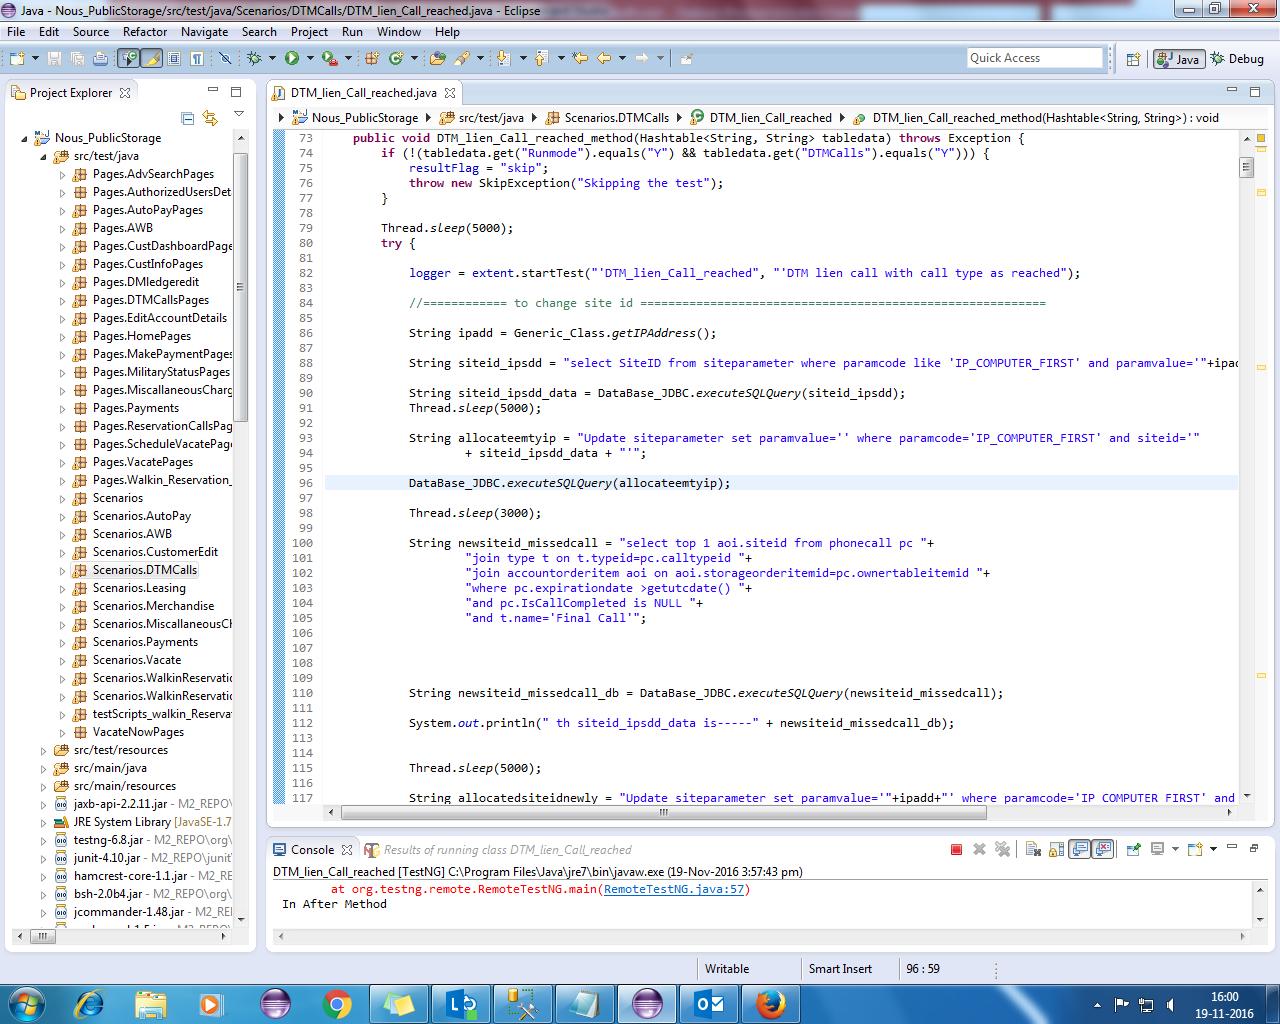 Java - Nous_PublicStorage/src/test/java/Scenarios/DTMCalls/DTM_lien_Call_reached.java - Eclipse
File Edit Source Refactor Navigate Search Project Run Window Help
Quick Access
Java
Debug
Project Explorer
Nous_PublicStorage
src/test/java
Pages.AdvSearchPages
Pages.AuthorizedUsersDet
Pages.AutoPayPages
Pages.AWB
Pages.CustDashboardPage
Pages.CustInfoPages
Pages.DMledgeredit
Pages.DTMCallsPages
Pages.EditAccountDetails
Pages.HomePages
Pages.MakePaymentPages
Pages.MilitaryStatusPages
Pages.MiscallaneousCharg
Pages.Payments
Pages.ReservationCallsPag
Pages.ScheduleVacatePage
Pages.VacatePages
Pages.Walkin_Reservation_
Scenarios
Scenarios.AutoPay
Scenarios.AWB
Scenarios.CustomerEdit
Scenarios.DTMCalls
Scenarios.Leasing
Scenarios.Merchandise
Scenarios.MiscallaneousCh
Scenarios.Payments
Scenarios.Vacate
Scenarios.WalkinReservatio
Scenarios.WalkinReservatio
testScripts_walkin_Reserva
VacateNowPages
src/test/resources
src/main/java
src/main/resources
jaxb-api-2.2.11.jar - M2_REPO\
JRE System Library [JavaSE-1.7
testng-6.8.jar - M2_REPO\org\
junit-4.10.jar - M2_REPO\junit\
hamcrest-core-1.1.jar - M2_RE
bsh-2.0b4.jar - M2_REPO\org\
jcommander-1.48.jar - M2_REI
DTM_lien_Call_reached.java
Nous_PublicStorage src/test/java Scenarios.DTMCalls DTM_lien_Call_reached DTM_lien_Call_reached_method(Hashtable<String, String>) : void
73 public void DTM_lien_Call_reached_method(Hashtable<String, String> tabledata) throws Exception {
74 if (!(tabledata.get("Runmode").equals("Y") && tabledata.get("DTMCalls").equals("Y"))) {
75 resultFlag = "skip";
76 throw new SkipException("Skipping the test");
77 }
78
79 Thread.sleep(5000);
80 try {
81
82 logger = extent.startTest("'DTM_lien_Call_reached", "'DTM lien call with call type as reached");
83
84 //============ to change site id ==========================================================
85
86 String ipadd = Generic_Class.getIPAddress();
87
88 String siteid_ipsdd = "select SiteID from siteparameter where paramcode like 'IP_COMPUTER_FIRST' and paramvalue='"+ipad
89
90 String siteid_ipsdd_data = DataBase_JDBC.executeSQLQuery(siteid_ipsdd);
91 Thread.sleep(5000);
92
93 String allocateemtyip = "Update siteparameter set paramvalue='' where paramcode='IP_COMPUTER_FIRST' and siteid='"
94 + siteid_ipsdd_data + "'";
95
96 DataBase_JDBC.executeSQLQuery(allocateemtyip);
97
98 Thread.sleep(3000);
99
100 String newsiteid_missedcall = "select top 1 aoi.siteid from phonecall pc "+
101 "join type t on t.typeid=pc.calltypeid "+
102 "join accountorderitem aoi on aoi.storageorderitemid=pc.ownertableitemid "+
103 "where pc.expirationdate >getutcdate() "+
104 "and pc.IsCallCompleted is NULL "+
105 "and t.name='Final Call'";
106
107
108
109
110 String newsiteid_missedcall_db = DataBase_JDBC.executeSQLQuery(newsiteid_missedcall);
111
112 System.out.println(" th siteid_ipsdd_data is-----" + newsiteid_missedcall_db);
113
114
115 Thread.sleep(5000);
116
117 String allocatedsiteidnewly = "Update siteparameter set paramvalue='"+ipadd+"' where paramcode='IP_COMPUTER_FIRST' and
Console Results of running class DTM_lien_Call_reached
DTM_lien_Call_reached [TestNG] C:\Program Files\Java\jre7\bin\javaw.exe (19-Nov-2016 3:57:43 pm)
at org.testng.remote.RemoteTestNG.main(RemoteTestNG.java:57)
In After Method
Writable Smart Insert 96 : 59
16:00
19-11-2016